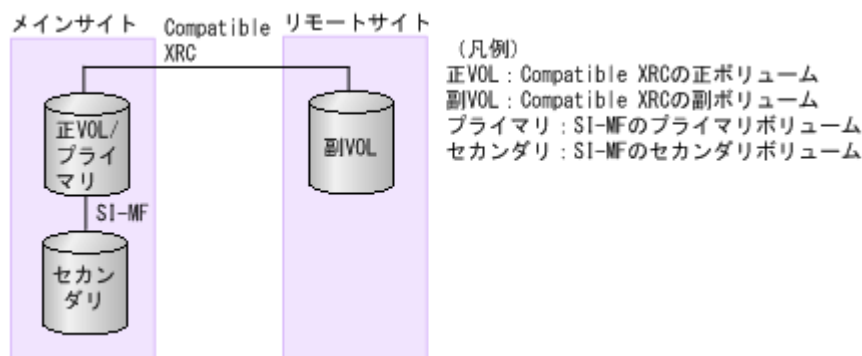 メインサイト
Compatible
XRC
リモートサイト
正VOL/
プライ
マリ
副VOL
SI-MF
セカン
ダリ
(凡例)
正VOL：Compatible XRCの正ボリューム
副VOL：Compatible XRCの副ボリューム
プライマリ：SI-MFのプライマリボリューム
セカンダリ：SI-MFのセカンダリボリューム